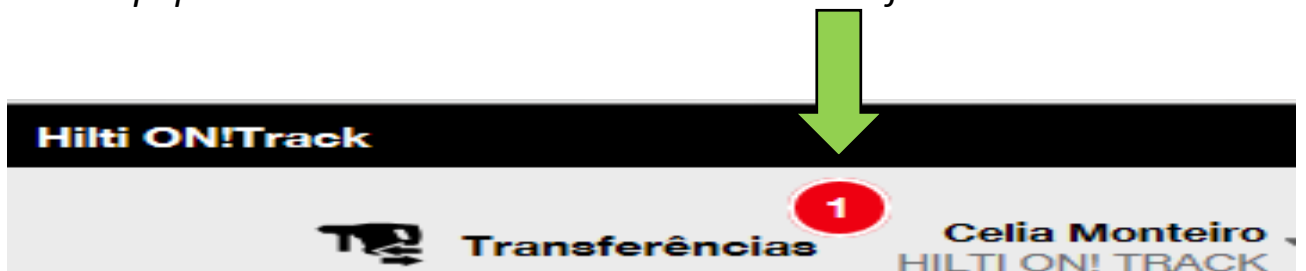 Hilti ON!Track
1
Transferências
Celia Monteiro
HILTI ON! TRACK